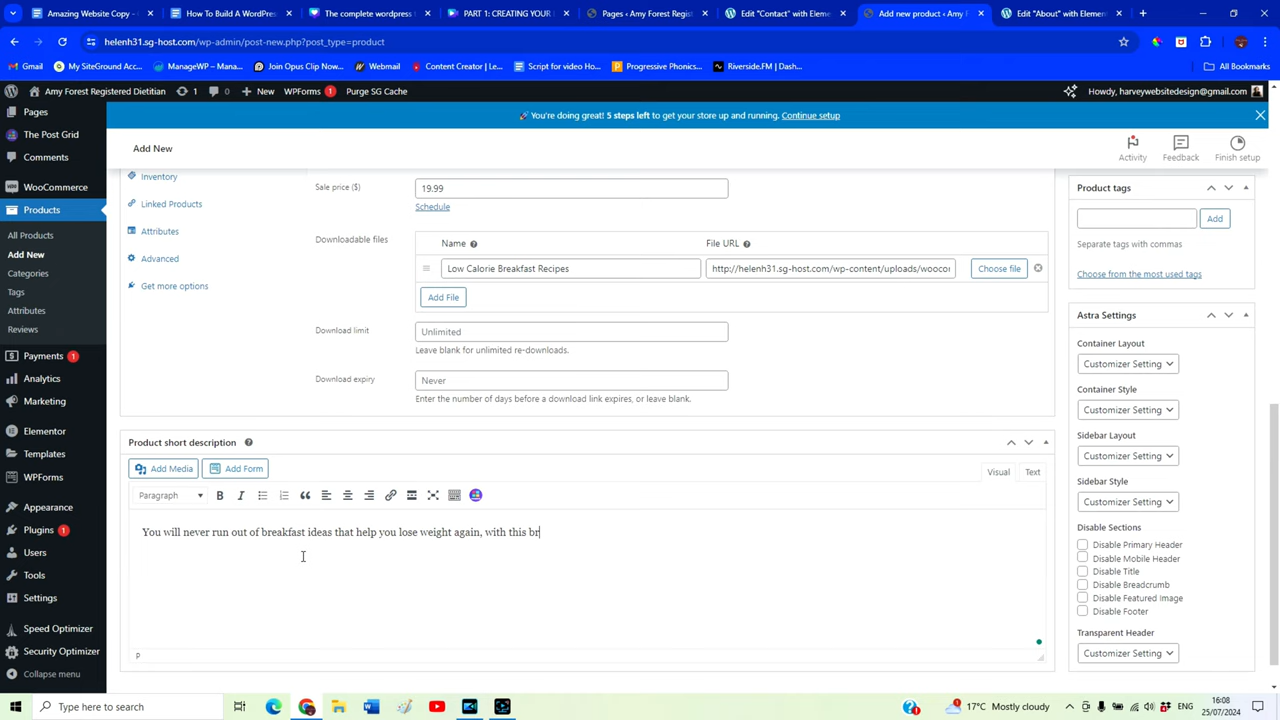 Amazing Website Copy -
How To Build A WordPres
The complete wordpress
PART 1: CREATING YOUR
Pages ‹ Amy Forest Regist
Edit "Contact" with Elem
Add new product ‹ Amy F
Edit "About" with Elemen
helenh31.sg-host.com/wp-admin/post-new.php?post_type=product
Gmail
My SiteGround Acc...
ManageWP – Mana...
Join Opus Clip Now...
Webmail
Content Creator | Le...
Script for video Ho...
Progressive Phonics...
Riverside.FM | Dash...
All Bookmarks
Amy Forest Registered Dietitian
1
0
New
WPForms 1
Purge SG Cache
Howdy, harveywebsitedesign@gmail.com
Pages
The Post Grid
Comments
WooCommerce
Products
All Products
Add New
Categories
Tags
Attributes
Reviews
Payments 1
Analytics
Marketing
Elementor
Templates
WPForms
Appearance
Plugins 1
Users
Tools
Settings
Speed Optimizer
Security Optimizer
Collapse menu
🚀 You're doing great! 5 steps left to get your store up and running. Continue setup
Add New
Activity
Feedback
Finish setup
Inventory
Linked Products
Attributes
Advanced
Get more options
Sale price ($)
19.99
Schedule
Downloadable files
Name
File URL
Low Calorie Breakfast Recipes
http://helenh31.sg-host.com/wp-content/uploads/woocor
Choose file
Add File
Download limit
Unlimited
Leave blank for unlimited re-downloads.
Download expiry
Never
Enter the number of days before a download link expires, or leave blank.
Product short description
Add Media
Add Form
Visual
Text
Paragraph
B
I
You will never run out of breakfast ideas that help you lose weight again, with this br
P
Product tags
Add
Separate tags with commas
Choose from the most used tags
Astra Settings
Container Layout
Customizer Setting
Container Style
Customizer Setting
Sidebar Layout
Customizer Setting
Sidebar Style
Customizer Setting
Disable Sections
Disable Primary Header
Disable Mobile Header
Disable Title
Disable Breadcrumb
Disable Featured Image
Disable Footer
Transparent Header
Customizer Setting
Type here to search
17°C Mostly cloudy
ENG
16:08
25/07/2024